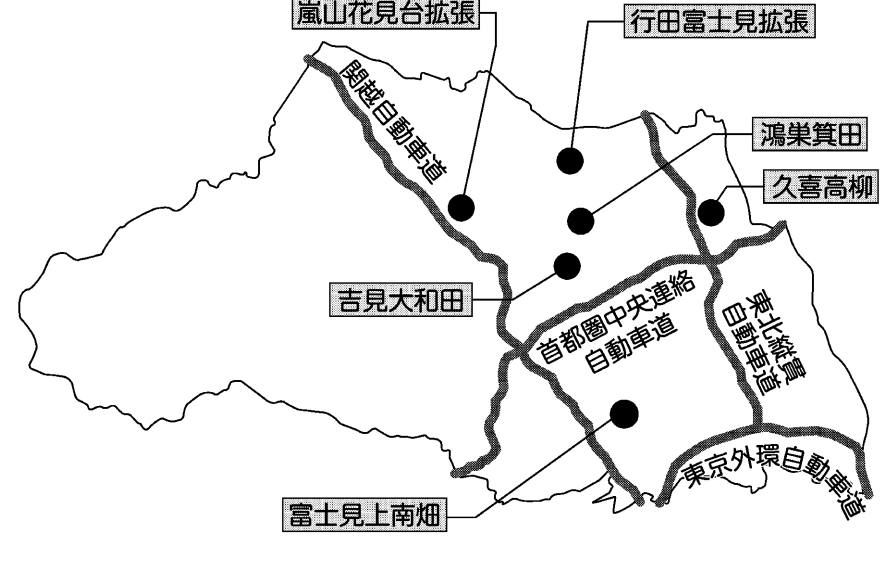 嵐山花見台拡張
行田富士見拡張
関越自動車道
鴻巣箕田
久喜高柳
吉見大和田
首都圏中央連絡
自動車道
東北縦貫
自動車道
東京外環自動車道
富士見上南畑